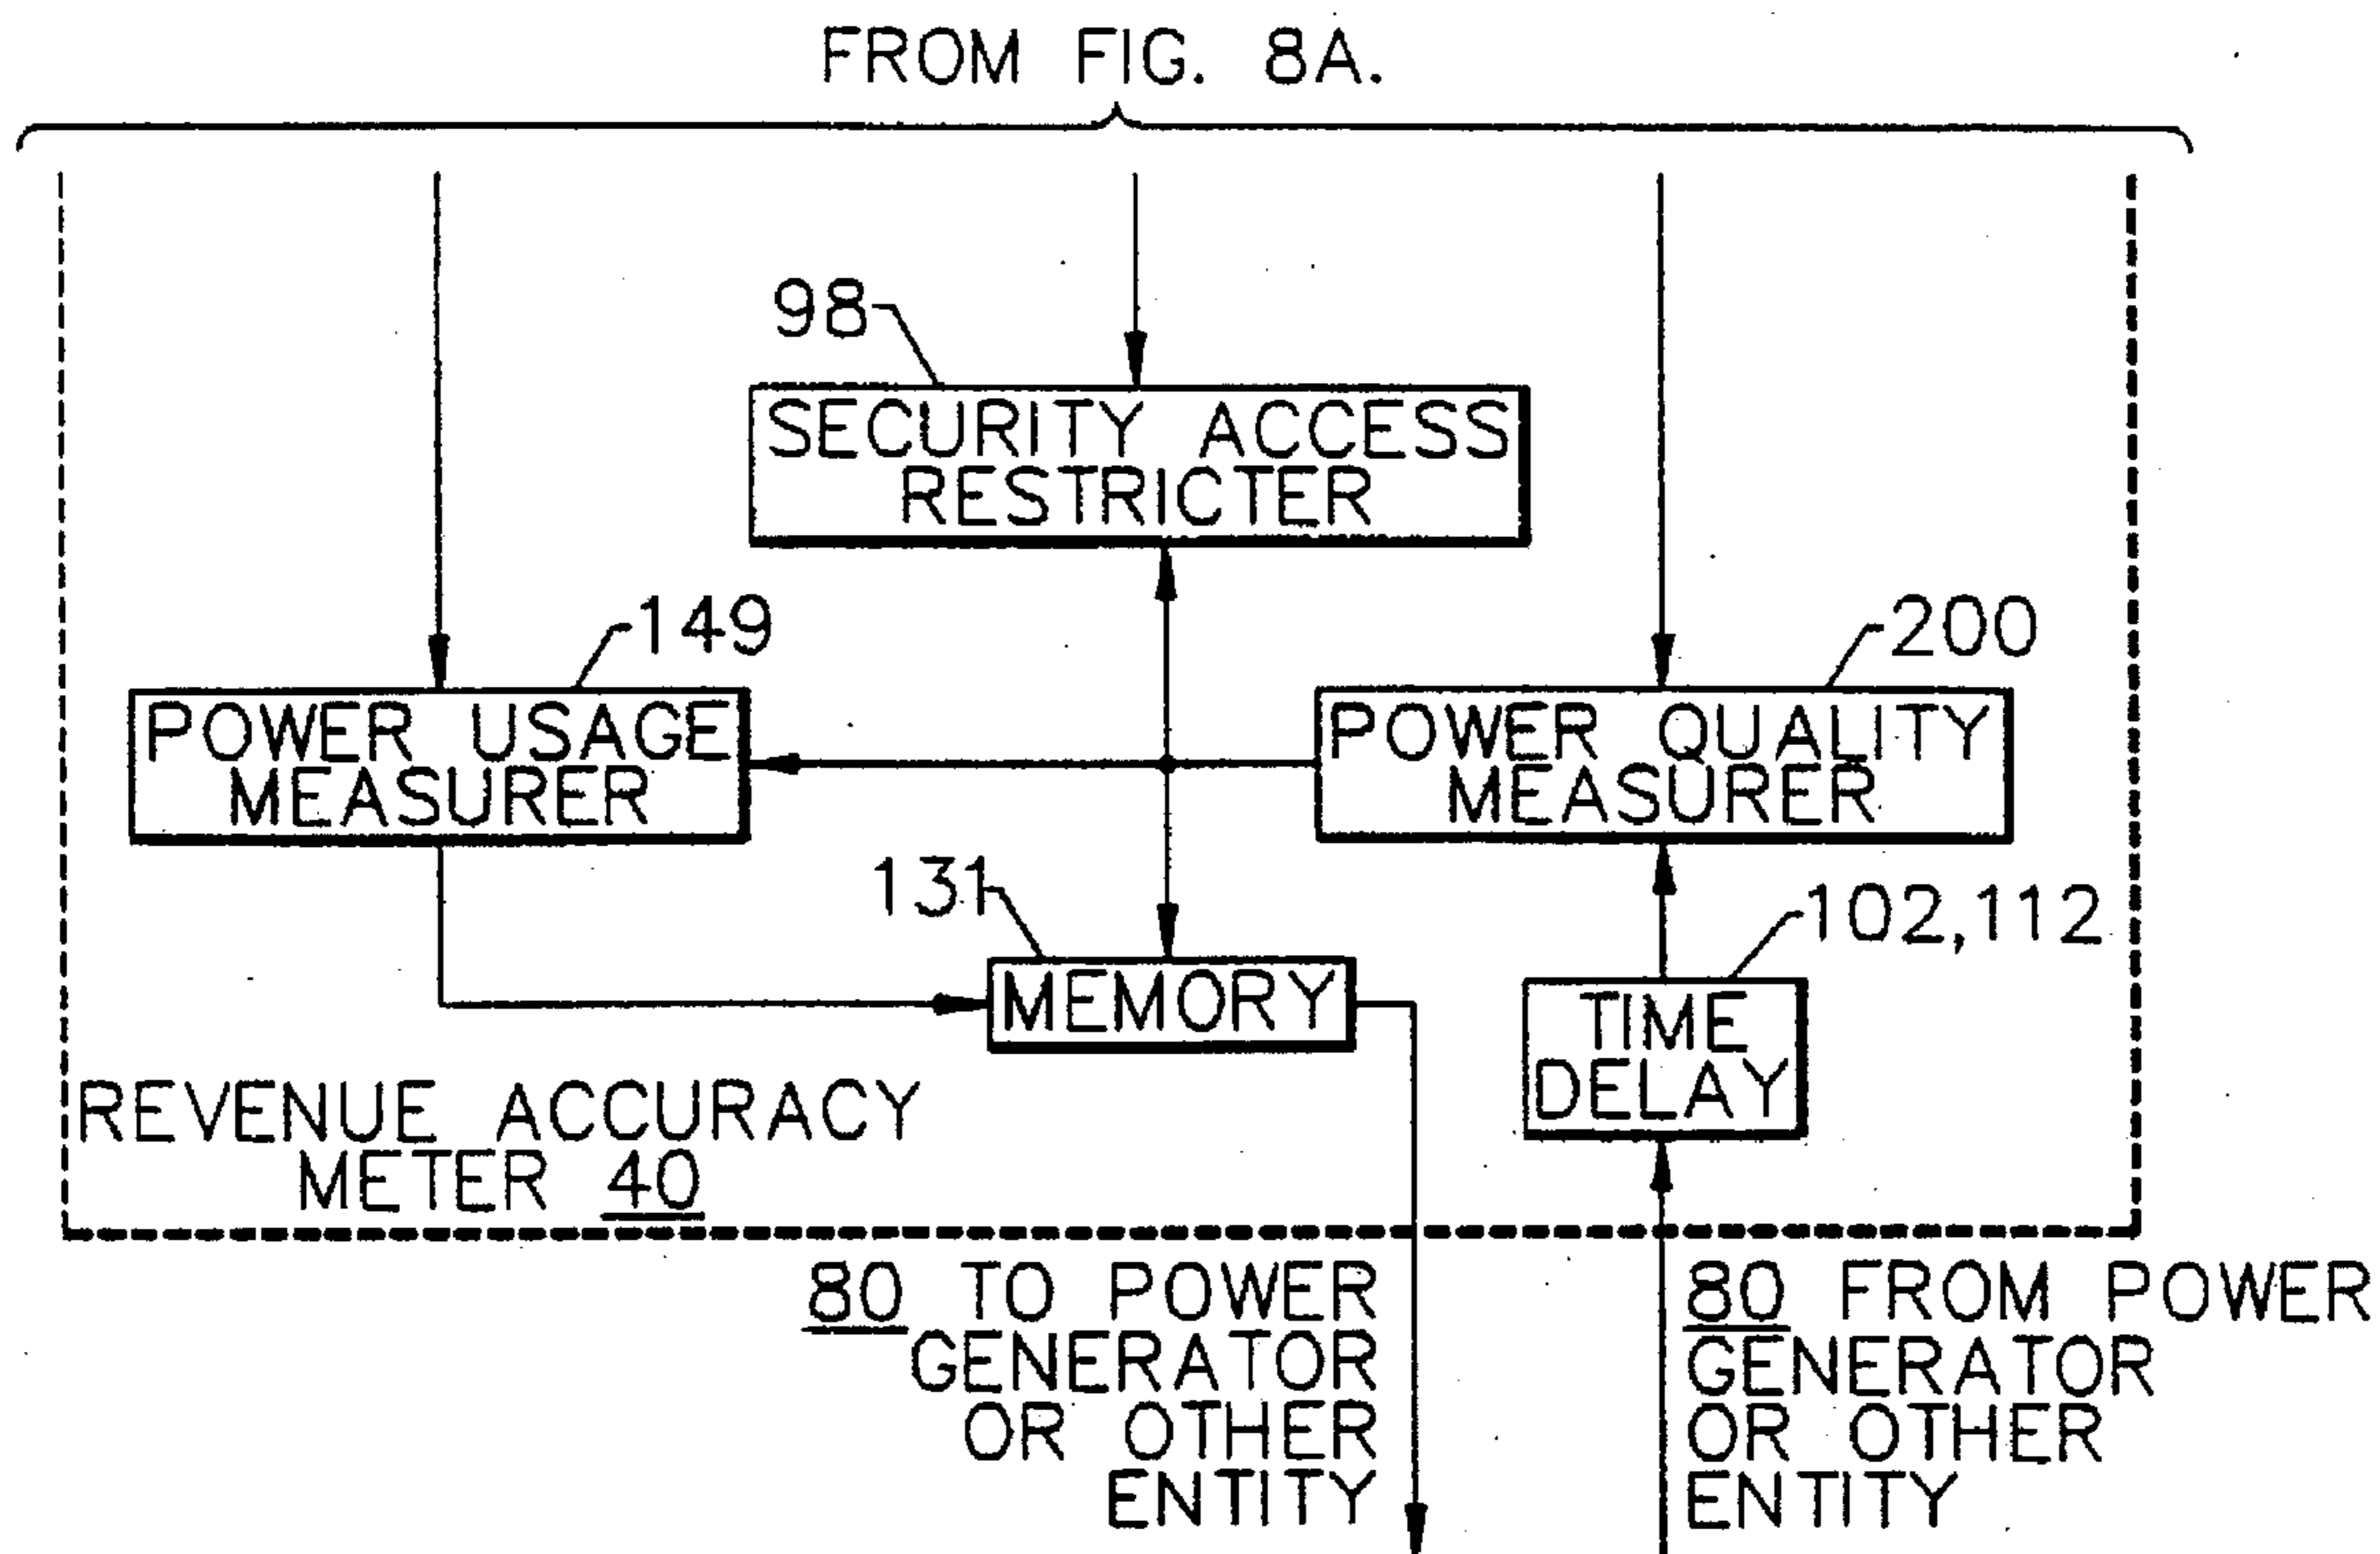 FROM FIG. 8A.
98
SECURITY ACCESS
RESTRICTER
149
200
POWER USAGE
MEASURER
POWER QUALITY
MEASURER
131
102,112
MEMORY
TIME
DELAY
REVENUE ACCURACY
METER 40
80 TO POWER
GENERATOR
OR OTHER
ENTITY
80 FROM POWER
GENERATOR
OR OTHER
ENTITY